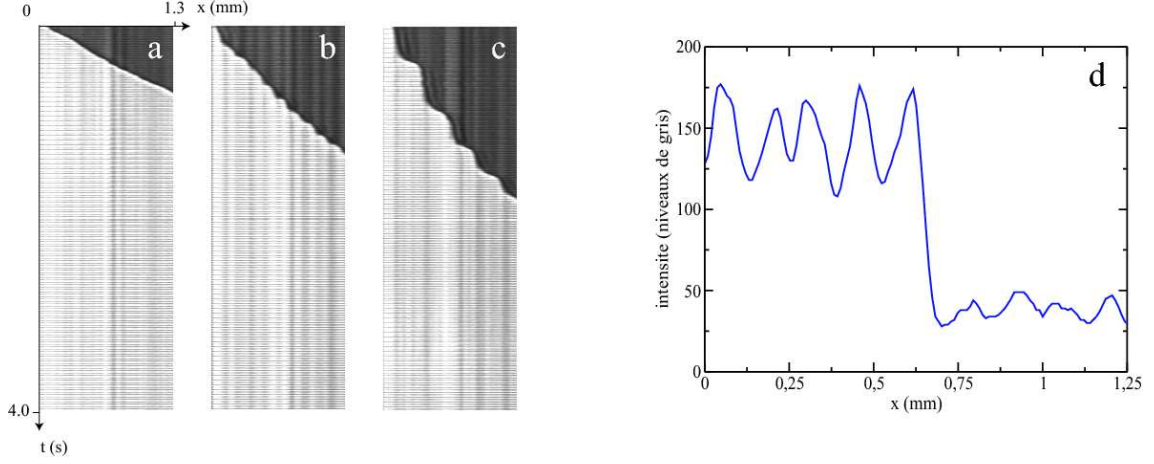 0
1.3 x (mm)
a
b
c
4.0
t (s)
d
200
150
100
50
0
intensite (niveaux de gris)
0 0,25 0,5 0,75 1 1,25
x (mm)